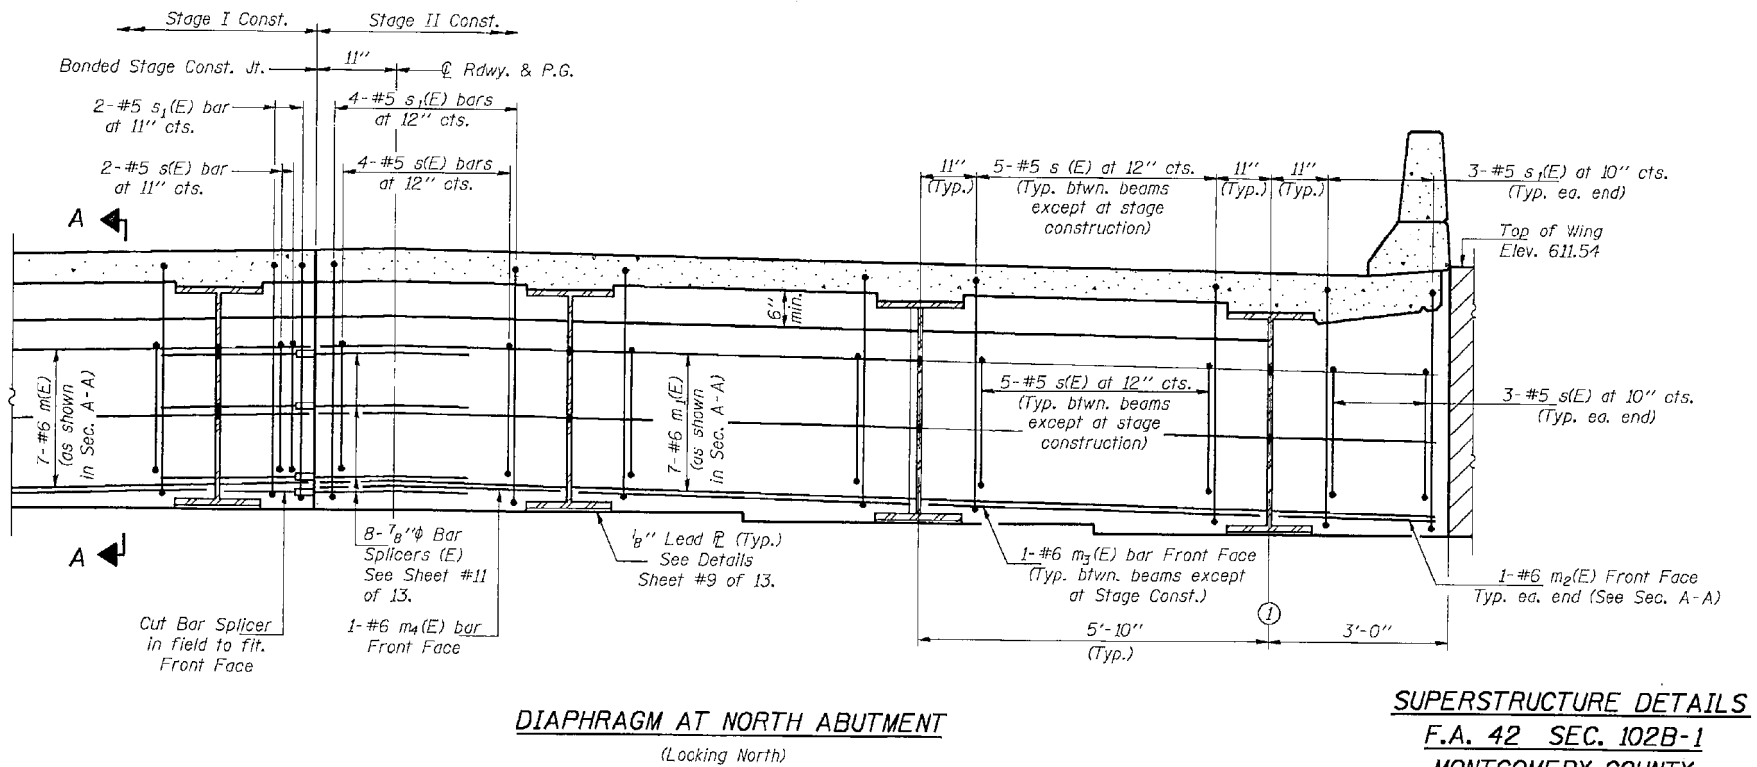 Stage I Const.
Stage II Const.
Bonded Stage Const. Jt.
11"
℄ Rdwy. & P.G.
2-#5 s₁(E) bar
at 11" cts.
4-#5 s₁(E) bars
at 12" cts.
2-#5 s(E) bar
at 11" cts.
4-#5 s(E) bars
at 12" cts.
11"
(Typ.)
5-#5 s (E) at 12" cts.
(Typ. btwn. beams
except at stage
construction)
11"
(Typ.)
11"
(Typ.)
3-#5 s₁(E) at 10" cts.
(Typ. ea. end)
A
Top of Wing
Elev. 611.54
6"
min.
7-#6 m(E)
(as shown
in Sec. A-A)
7-#6 m₁(E)
(as shown
in Sec. A-A)
5-#5 s(E) at 12" cts.
(Typ. btwn. beams
except at stage
construction)
3-#5 s(E) at 10" cts.
(Typ. ea. end)
A
8-⅞"φ Bar
Splicers (E)
See Sheet #11
of 13.
⅛" Lead ℙL (Typ.)
See Details
Sheet #9 of 13.
1-#6 m₃(E) bar Front Face
(Typ. btwn. beams except
at Stage Const.)
1-#6 m₂(E) Front Face
Typ. ea. end (See Sec. A-A)
Cut Bar Splicer
in field to fit.
Front Face
1-#6 m₄(E) bar
Front Face
1
5'-10"
(Typ.)
3'-0"
DIAPHRAGM AT NORTH ABUTMENT
(Looking North)
SUPERSTRUCTURE DETAILS
F.A. 42 SEC. 102B-1
MONTGOMERY COUNTY